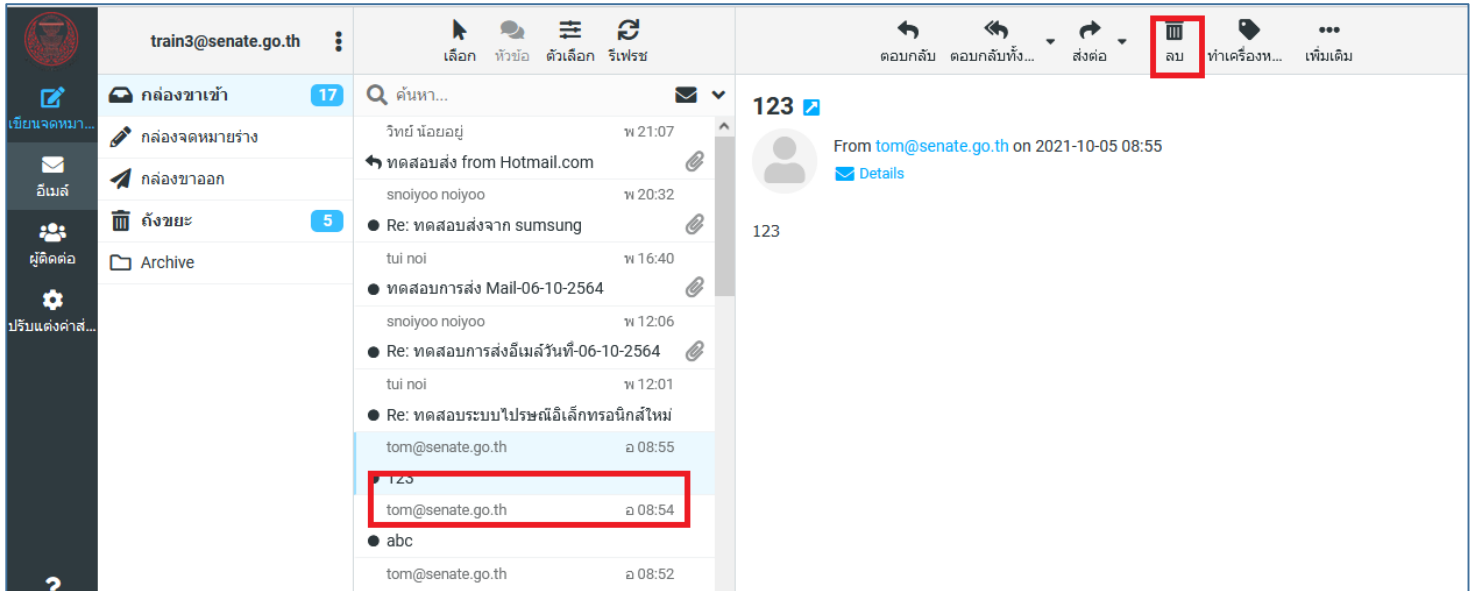 train3@senate.go.th
เลือก หัวข้อ ตัวเลือก รีเฟรช
ตอบกลับ ตอบกลับทั้ง... ส่งต่อ ลบ ทำเครื่องห... เพิ่มเติม
เขียนจดหมา...
อีเมล์
ผู้ติดต่อ
ปรับแต่งค่าส่...
?
กล่องขาเข้า 17
กล่องจดหมายร่าง
กล่องขาออก
ถังขยะ 5
Archive
ค้นหา...
วิทย์ น้อยอยู่ พ 21:07
ทดสอบส่ง from Hotmail.com
snoiyoo noiyoo พ 20:32
Re: ทดสอบส่งจาก sumsung
tui noi พ 16:40
ทดสอบการส่ง Mail-06-10-2564
snoiyoo noiyoo พ 12:06
Re: ทดสอบการส่งอีเมล์วันที่-06-10-2564
tui noi พ 12:01
Re: ทดสอบระบบไปรษณีอิเล็กทรอนิกส์ใหม่
tom@senate.go.th อ 08:55
123
tom@senate.go.th อ 08:54
abc
tom@senate.go.th อ 08:52
123
From tom@senate.go.th on 2021-10-05 08:55
Details
123